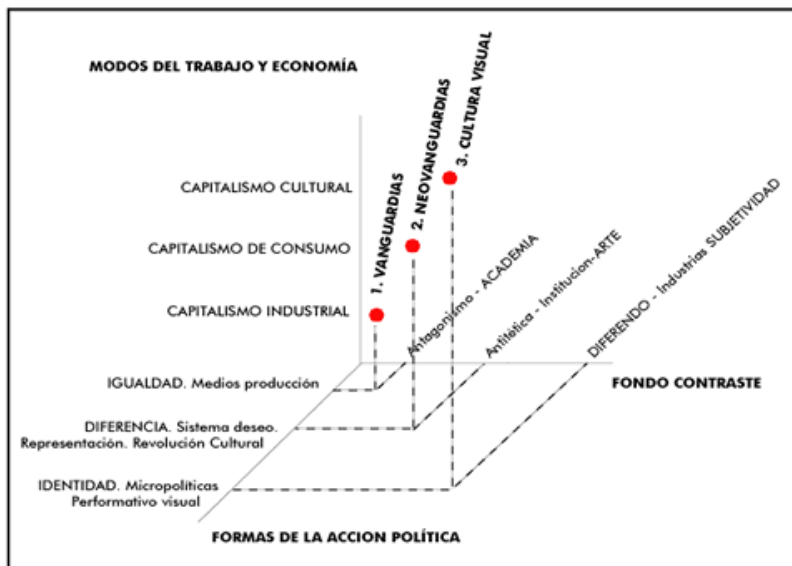 MODOS DEL TRABAJO Y ECONOMÍA
1. VANGUARDIAS
2. NEOVANGUARDIAS
3. CULTURA VISUAL
CAPITALISMO CULTURAL
CAPITALISMO DE CONSUMO
CAPITALISMO INDUSTRIAL
Antagonismo - ACADEMIA
Antitética - Institucion-ARTE
DIFERENDO - Industrias SUBJETIVIDAD
IGUALDAD. Medios producción
FONDO CONTRASTE
DIFERENCIA. Sistema deseo.
Representación. Revolución Cultural
IDENTIDAD. Micropolíticas
Performativo visual
FORMAS DE LA ACCION POLÍTICA